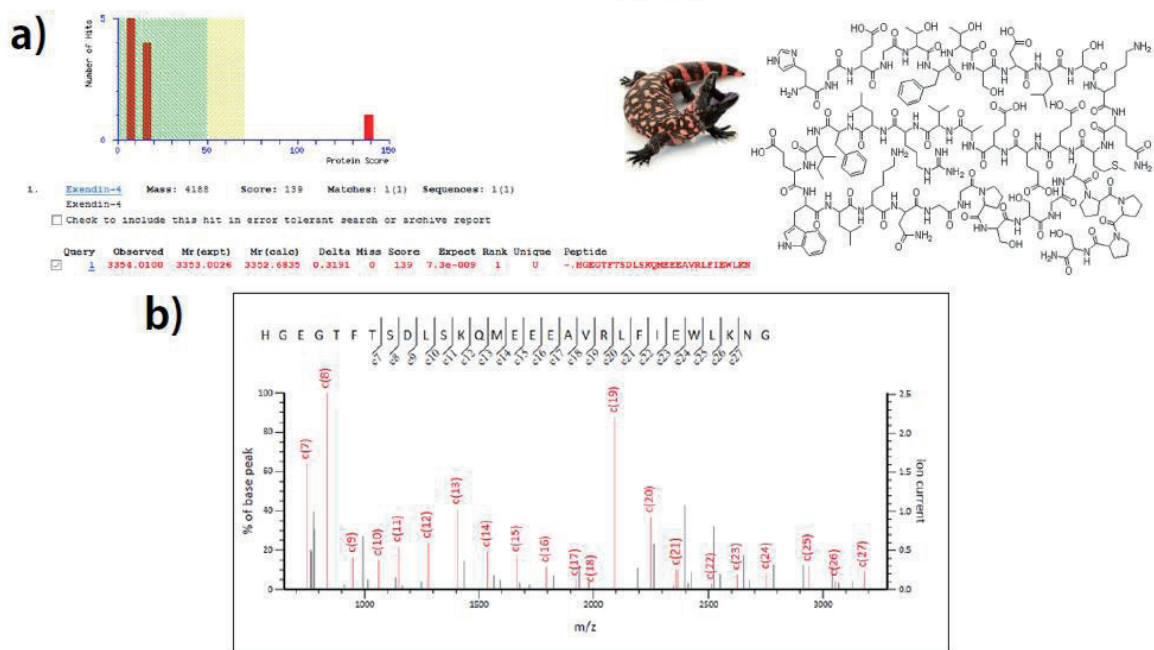 a)
Number of Hits
5
0
0 50 100 150
Protein Score
1. Exendin-4 Mass: 4188 Score: 139 Matches: 1(1) Sequences: 1(1)
Exendin-4
Check to include this hit in error tolerant search or archive report
Query Observed Mr(expt) Mr(calc) Delta Miss Score Expect Rank Unique Peptide
1 3354.0100 3353.0026 3352.6835 0.3191 0 139 7.3e-009 1 U -.HGEGTFTSDLSKQMEEEAVRLFIEWLKN
b)
H G E G T F T S D L S K Q M E E E A V R L F I E W L K N G
c7 c8 c9 c10 c11 c12 c13 c14 c15 c16 c17 c18 c19 c20 c21 c22 c23 c24 c25 c26 c27
c(7) c(8) c(9) c(10) c(11) c(12) c(13) c(14) c(15) c(16) c(17) c(18) c(19) c(20) c(21) c(22) c(23) c(24) c(25) c(26) c(27)
% of base peak
100
80
60
40
20
0
ion current
2.5
2.0
1.5
1.0
0.5
0.0
1000 1500 2000 2500 3000
m/z